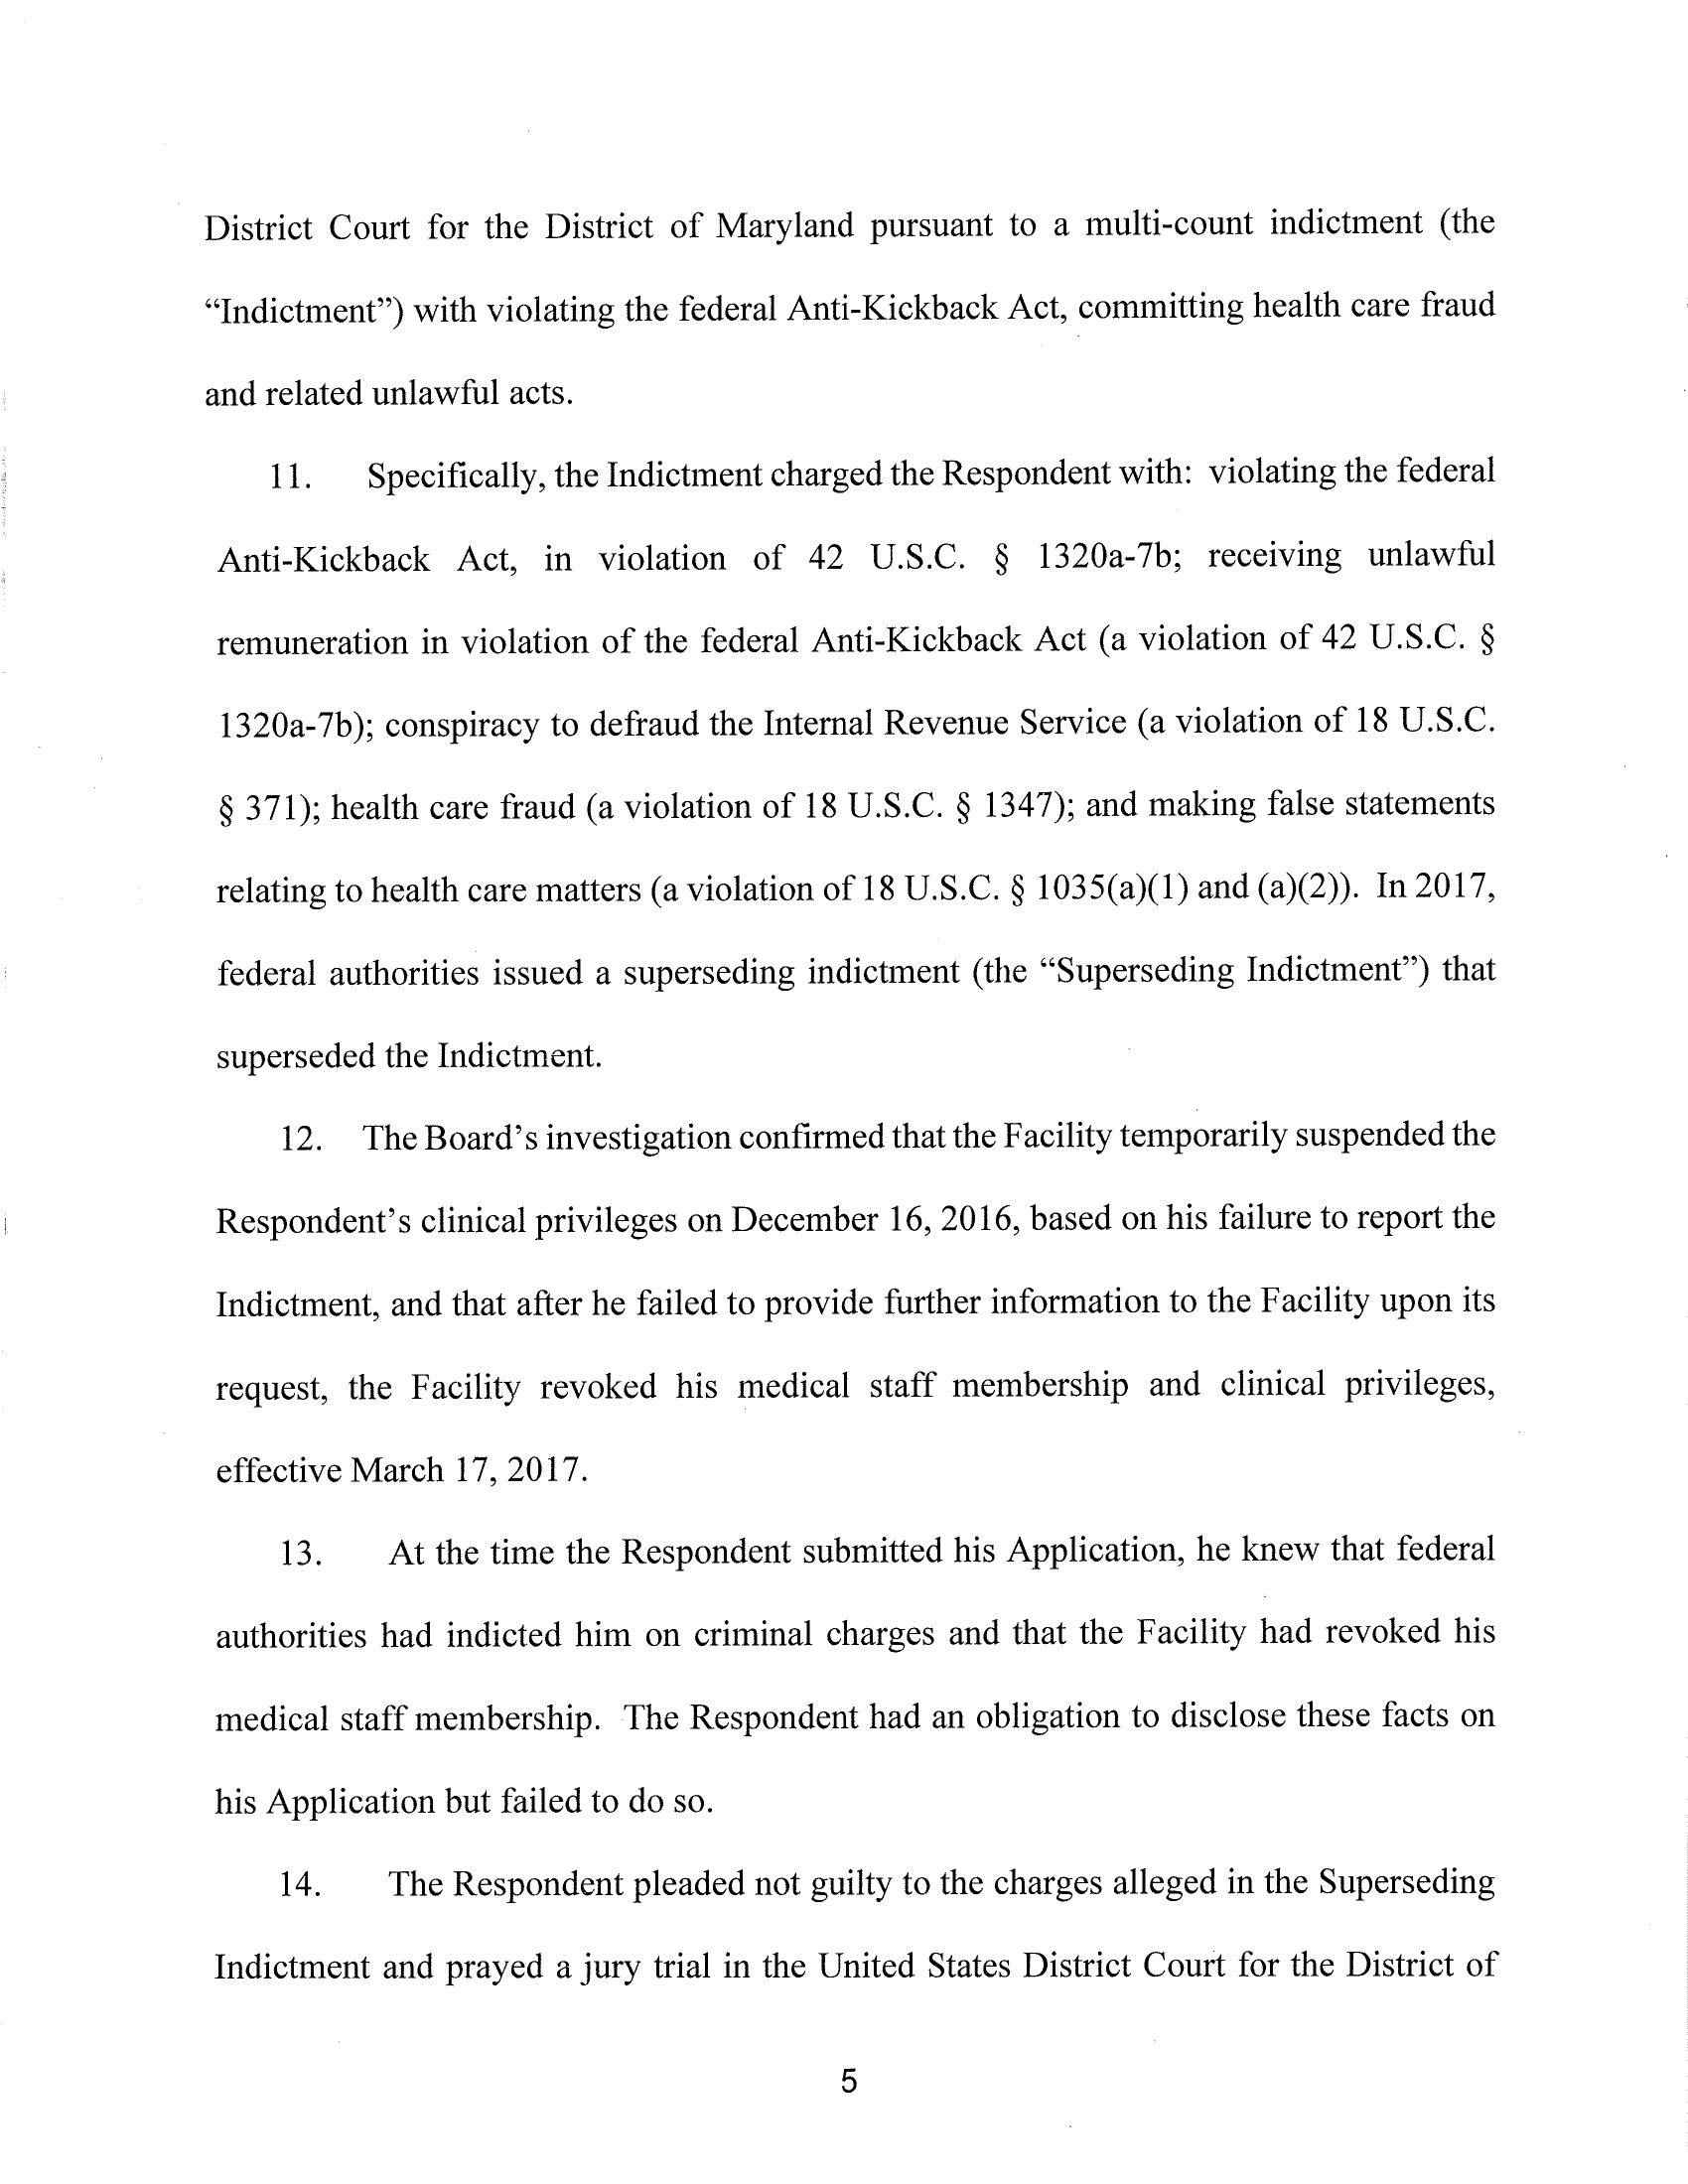 District Court for the District of Maryland pursuant to a multi-count indictment (the
“Indictment”) with violating the federal Anti-Kickback Act, committing health care fraud
and related unlawful acts.
11. Specifically, the Indictment charged the Respondent with: violating the federal
Anti-Kickback Act, in violation of 42 U.S.C. § 1320a-7b; receiving unlawful
remuneration in violation of the federal Anti-Kickback Act (a violation of 42 U.S.C. §
1320a-7b); conspiracy to defraud the Internal Revenue Service (a violation of 18 U.S.C.
§ 371); health care fraud (a violation of 18 U.S.C. § 1347); and making false statements
relating to health care matters (a violation of 18 U.S.C. § 1035(a)(1) and (a)(2)). In 2017,
federal authorities issued a superseding indictment (the “Superseding Indictment”) that
superseded the Indictment.
12. The Board’s investigation confirmed that the Facility temporarily suspended the
Respondent’s clinical privileges on December 16, 2016, based on his failure to report the
Indictment, and that after he failed to provide further information to the Facility upon its
request, the Facility revoked his medical staff membership and clinical privileges,
effective March 17, 2017.
13. At the time the Respondent submitted his Application, he knew that federal
authorities had indicted him on criminal charges and that the Facility had revoked his
medical staff membership. The Respondent had an obligation to disclose these facts on
his Application but failed to do so.
14. The Respondent pleaded not guilty to the charges alleged in the Superseding
Indictment and prayed a jury trial in the United States District Court for the District of
5